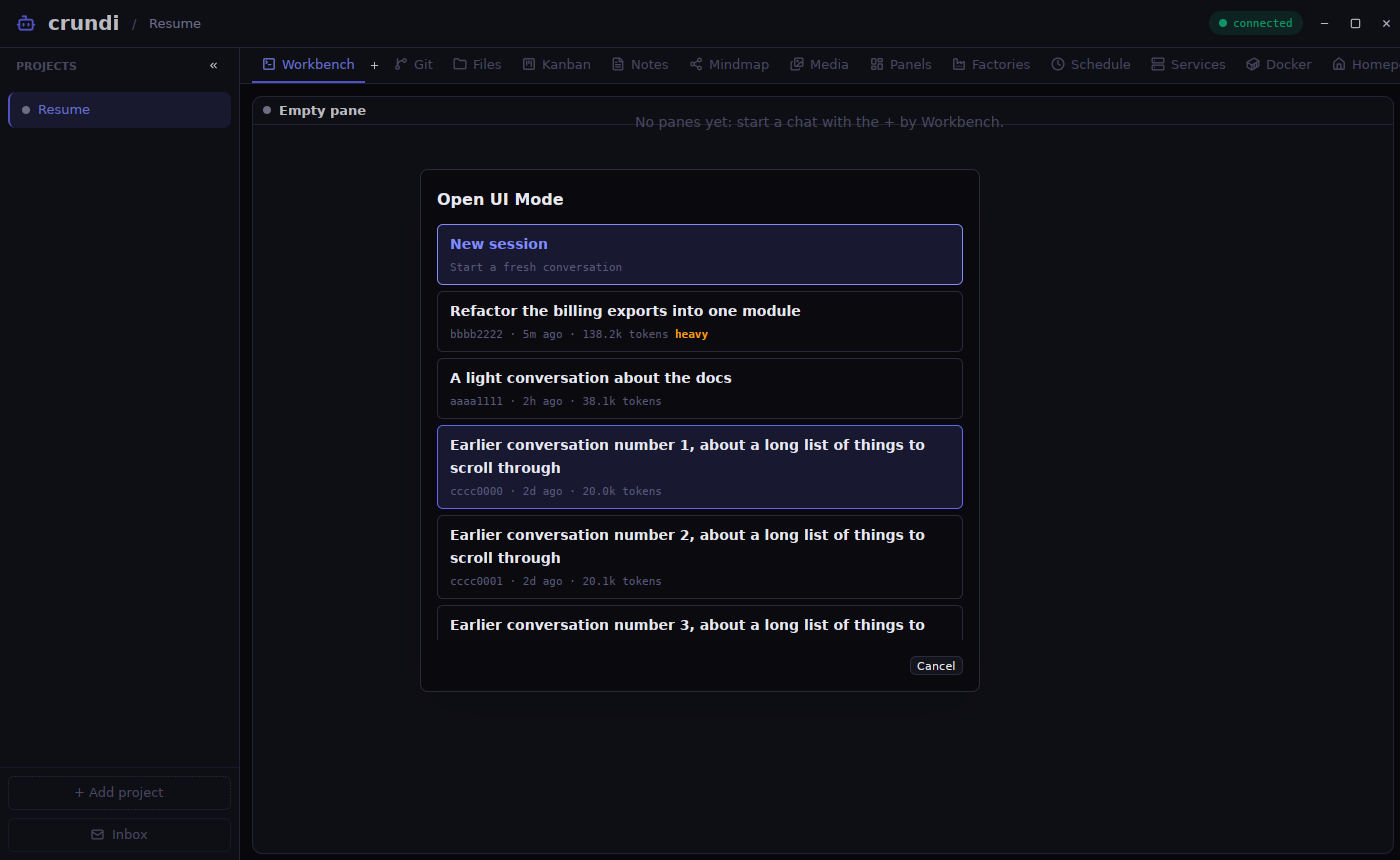 crundi / Resume
connected
PROJECTS «
Workbench + Git Files Kanban Notes Mindmap Media Panels Factories Schedule Services Docker Homep
Resume
Empty pane
No panes yet: start a chat with the + by Workbench.
Open UI Mode
New session
Start a fresh conversation
Refactor the billing exports into one module
bbbb2222 · 5m ago · 138.2k tokens heavy
A light conversation about the docs
aaaa1111 · 2h ago · 38.1k tokens
Earlier conversation number 1, about a long list of things to
scroll through
cccc0000 · 2d ago · 20.0k tokens
Earlier conversation number 2, about a long list of things to
scroll through
cccc0001 · 2d ago · 20.1k tokens
Earlier conversation number 3, about a long list of things to
Cancel
+ Add project
Inbox